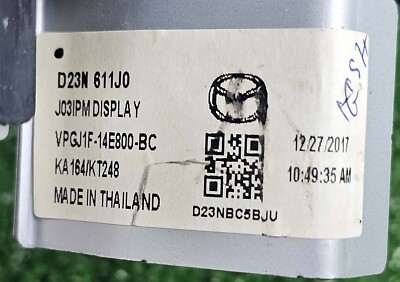 D23N 611J0
J03IPM DISPLAY
VPGJ1F-14E800-BC
KA164/KT248
MADE IN THAILAND
D23NBC5BJU
12/27/2017
10:49:35 AM